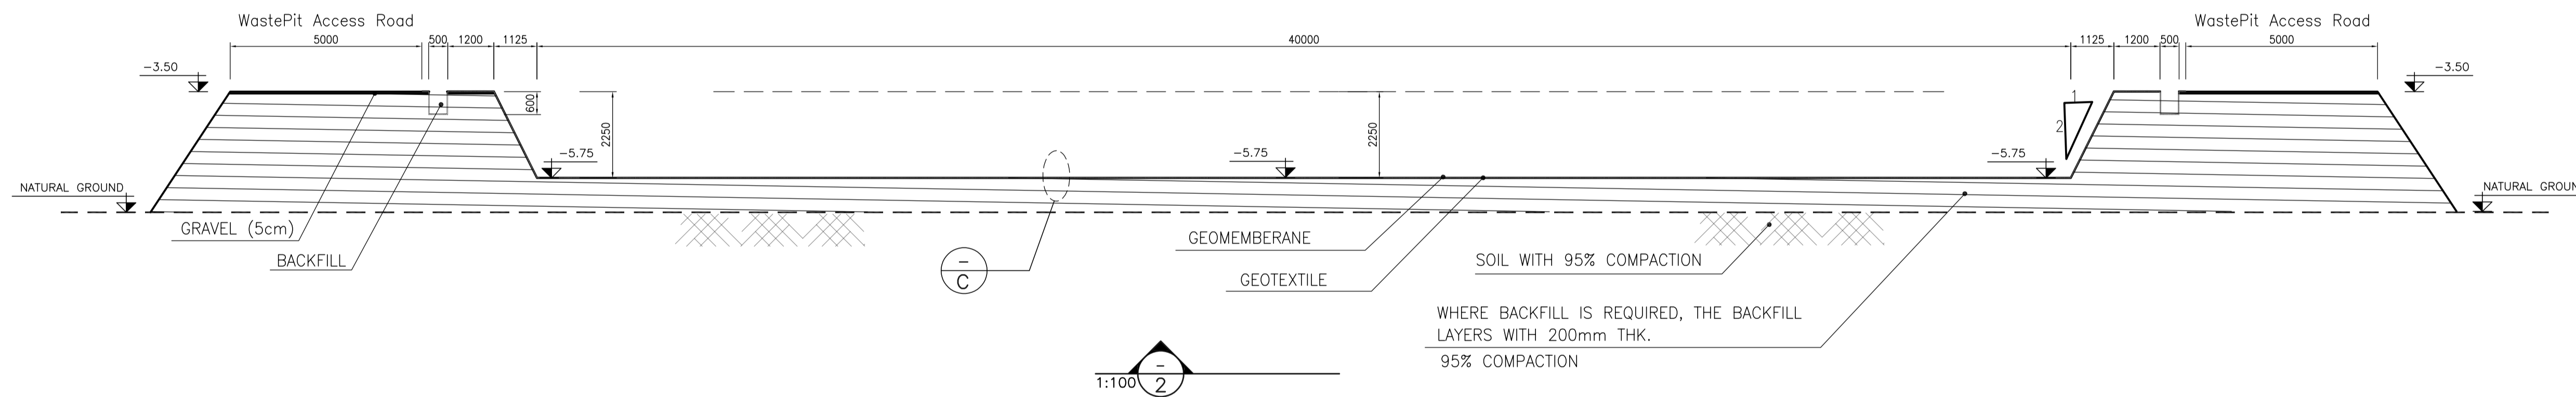 WastePit Access Road
WastePit Access Road
5000
500
1200
1125
40000
1125
1200
500
5000
-3.50
-3.50
600
2250
2250
1
2
-5.75
-5.75
-5.75
NATURAL GROUND
NATURAL GROUN
GRAVEL (5cm)
BACKFILL
-
C
GEOMEMBERANE
GEOTEXTILE
SOIL WITH 95% COMPACTION
WHERE BACKFILL IS REQUIRED, THE BACKFILL
LAYERS WITH 200mm THK.
95% COMPACTION
1:100
-
2